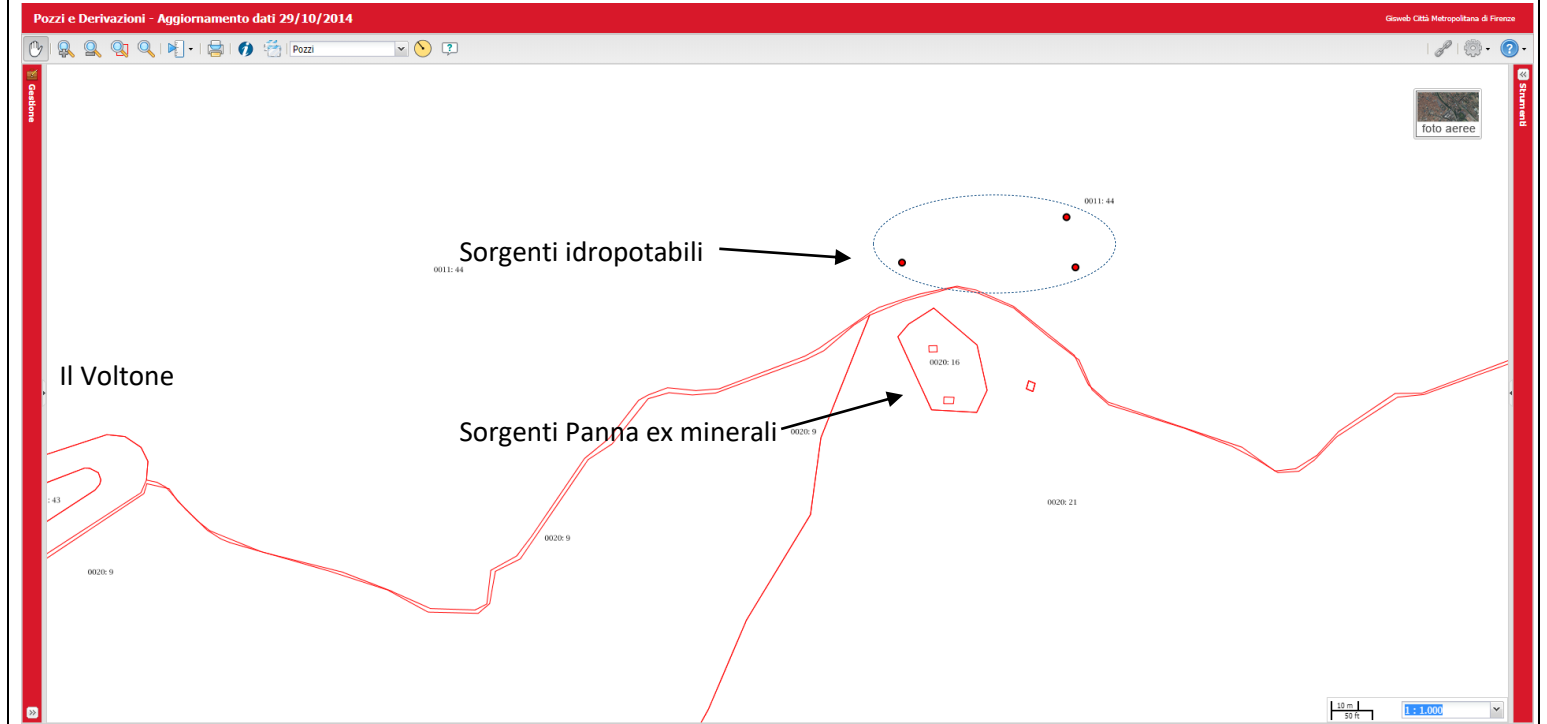 Pozzi e Derivazioni - Aggiornamento dati 29/10/2014
Gisweb Città Metropolitana di Firenze
Pozzi
Gestione
Strumenti
foto aeree
0011: 44
Sorgenti idropotabili
0011: 44
0020: 16
Il Voltone
Sorgenti Panna ex minerali
0020: 9
: 43
0020: 21
0020: 9
0020: 9
10 m
50 ft
1 : 1.000